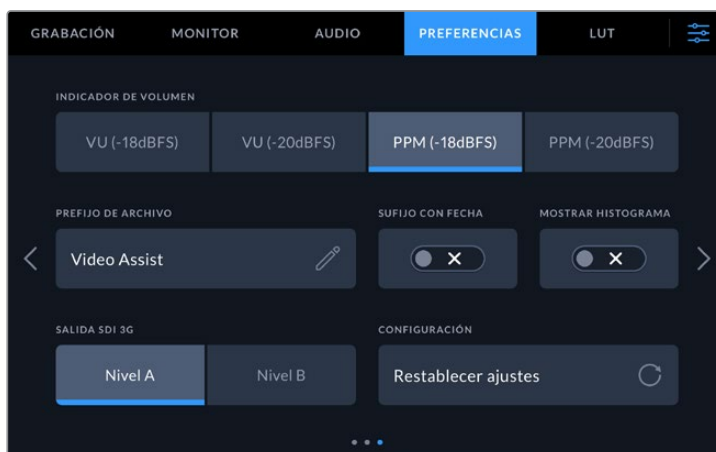 GRABACIÓN MONITOR AUDIO PREFERENCIAS LUT
INDICADOR DE VOLUMEN
VU (-18dBFS) VU (-20dBFS) PPM (-18dBFS) PPM (-20dBFS)
PREFIJO DE ARCHIVO SUFIJO CON FECHA MOSTRAR HISTOGRAMA
Video Assist
SALIDA SDI 3G CONFIGURACIÓN
Nivel A Nivel B Restablecer ajustes